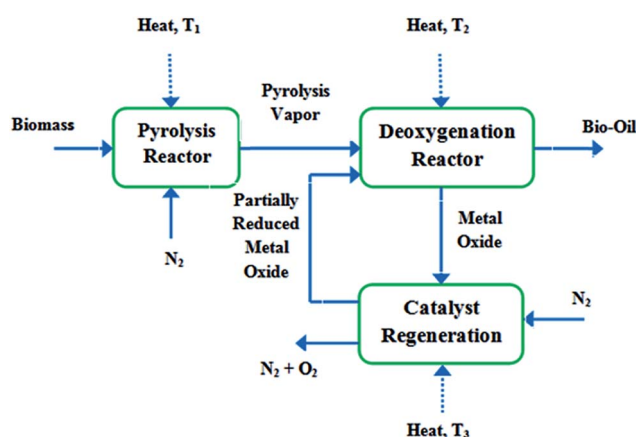 Heat, T₁
Heat, T₂
Biomass
Pyrolysis
Reactor
Pyrolysis
Vapor
Deoxygenation
Reactor
Bio-Oil
N₂
Partially
Reduced
Metal
Oxide
Metal
Oxide
Catalyst
Regeneration
N₂
N₂ + O₂
Heat, T₃